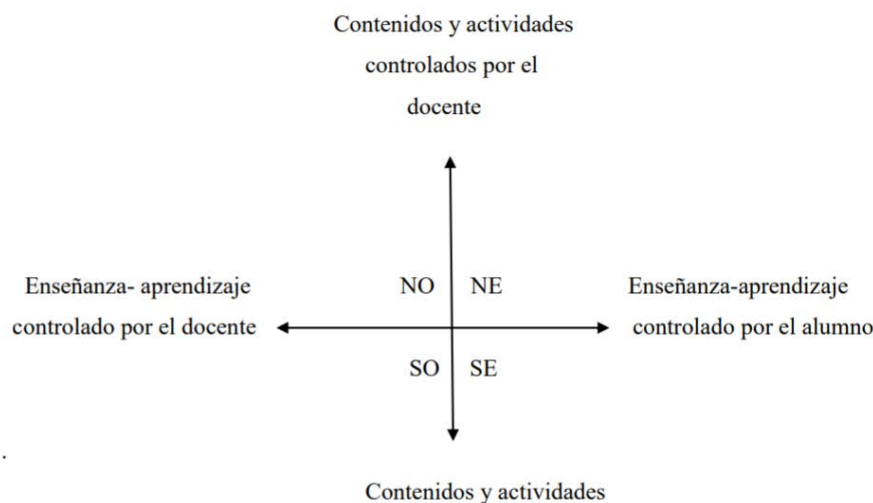 Contenidos y actividades
controlados por el
docente
NO NE
Enseñanza- aprendizaje
controlado por el docente
Enseñanza-aprendizaje
controlado por el alumno
SO SE
.
Contenidos y actividades